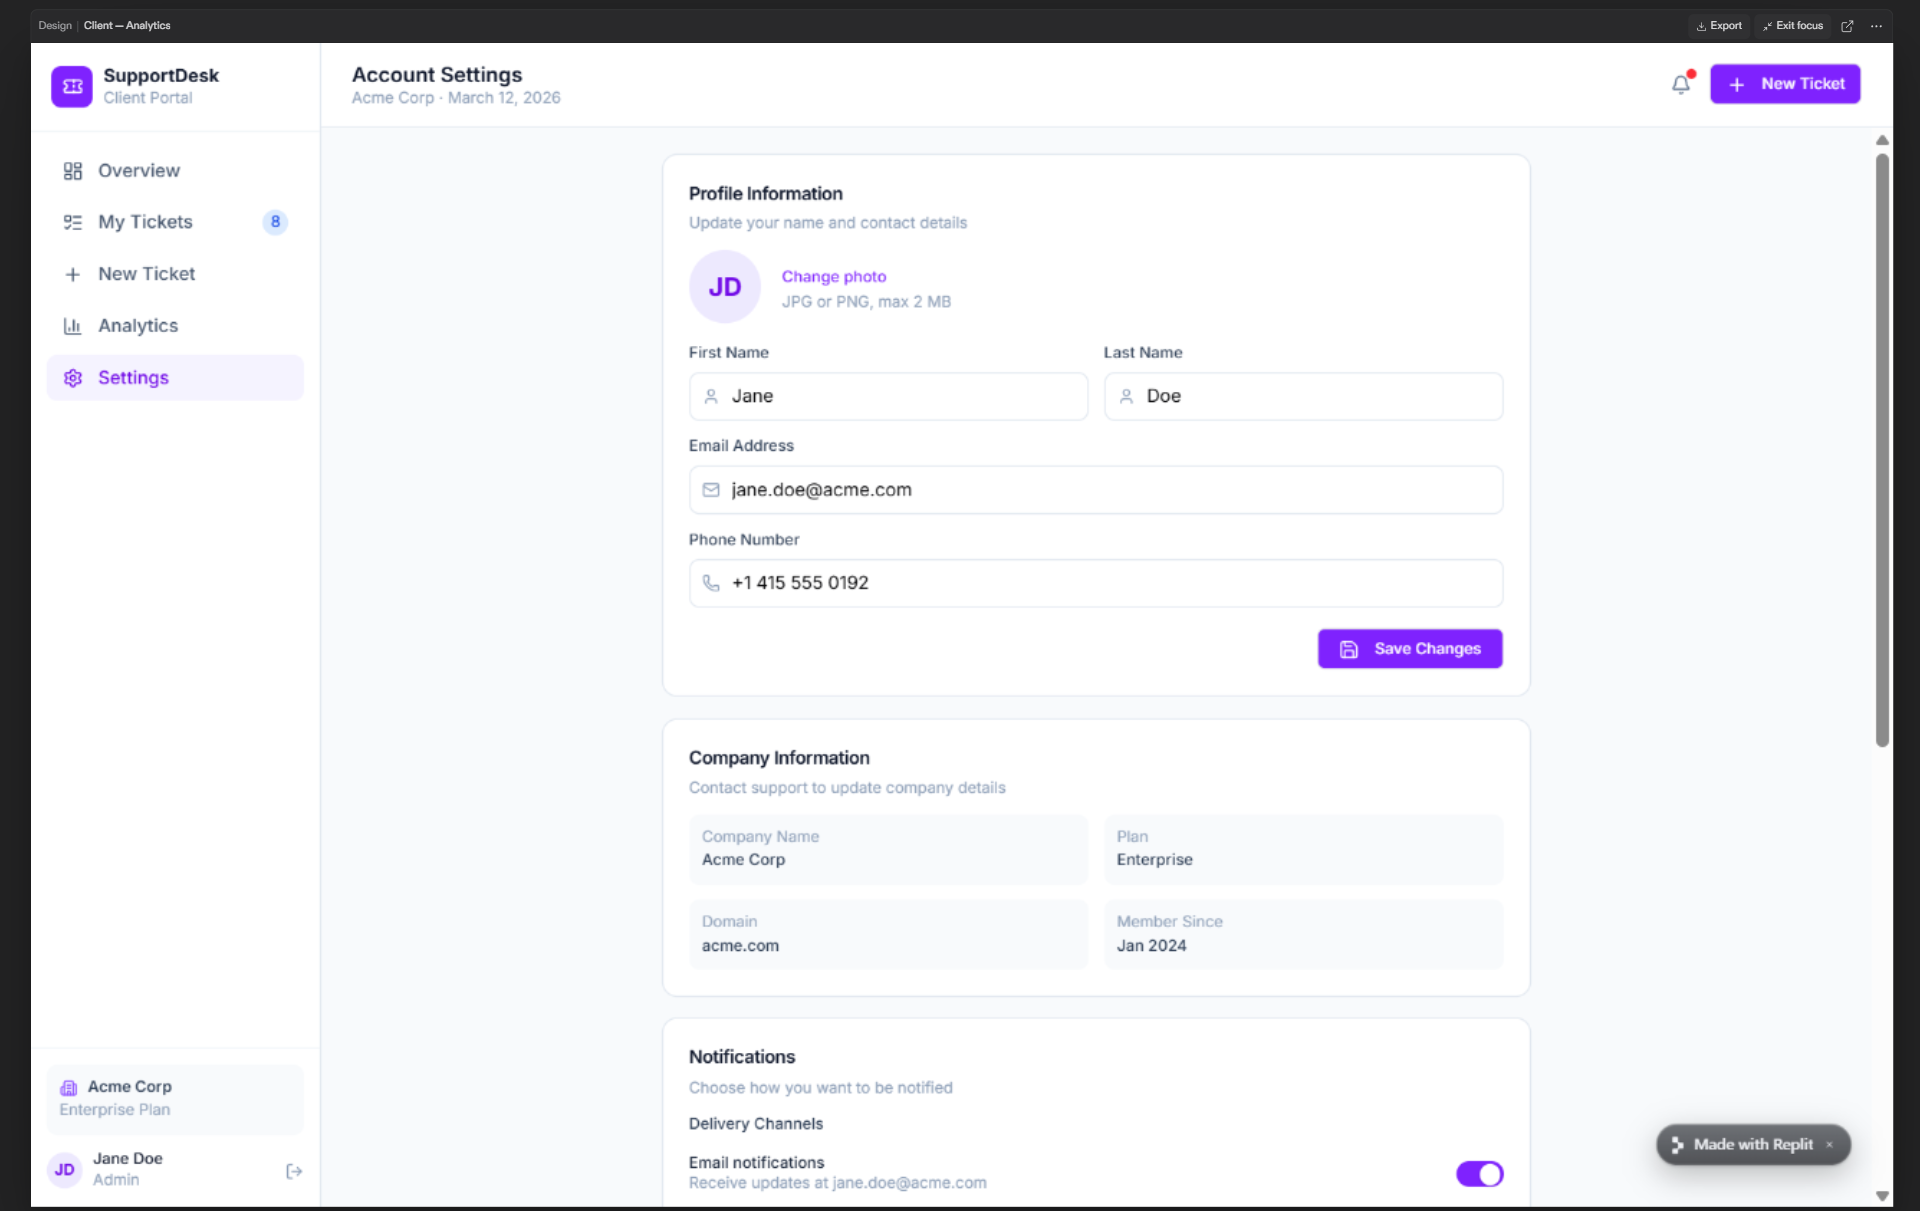 Design | Client — Analytics
Export
Exit focus
SupportDesk
Client Portal
Account Settings
Acme Corp · March 12, 2026
New Ticket
Overview
My Tickets 8
New Ticket
Analytics
Settings
Profile Information
Update your name and contact details
JD
Change photo
JPG or PNG, max 2 MB
First Name
Last Name
Jane
Doe
Email Address
jane.doe@acme.com
Phone Number
+1 415 555 0192
Save Changes
Company Information
Contact support to update company details
Company Name
Acme Corp
Plan
Enterprise
Domain
acme.com
Member Since
Jan 2024
Notifications
Choose how you want to be notified
Delivery Channels
Email notifications
Receive updates at jane.doe@acme.com
Acme Corp
Enterprise Plan
JD
Jane Doe
Admin
Made with Replit ×